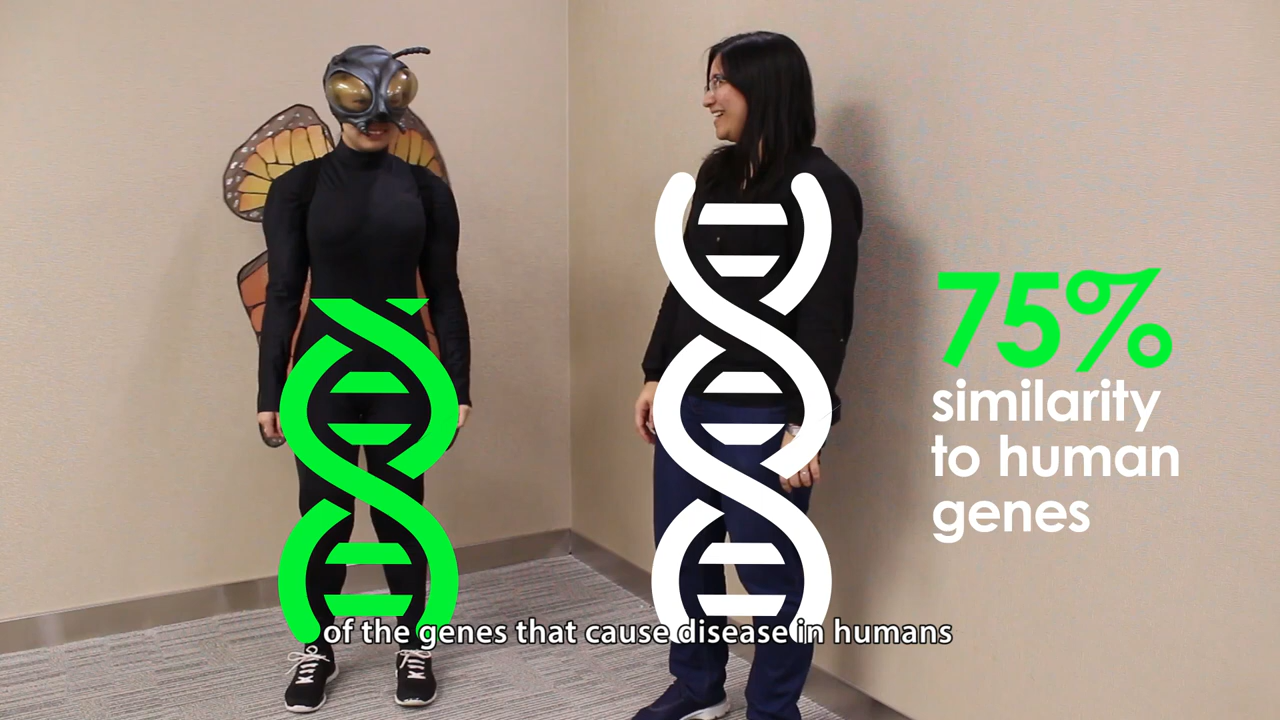 75%
similarity
to human
genes
of the genes that cause disease in humans